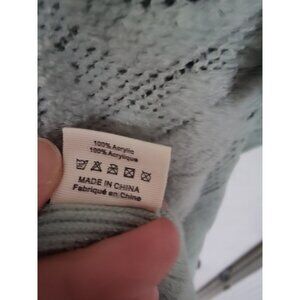 100% Acrylic
100% Acrylique
MADE IN CHINA
Fabriqué en Chine